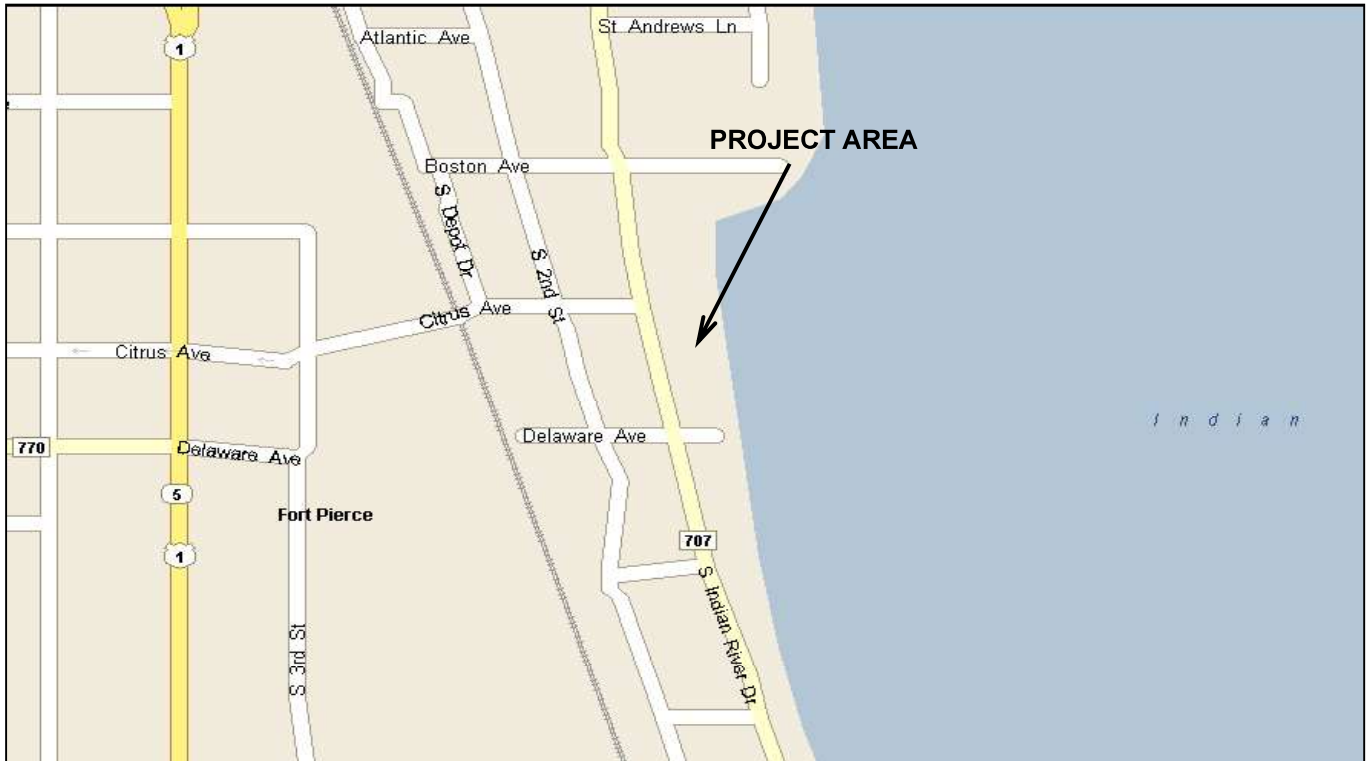 1
Atlantic Ave
St Andrews Ln
PROJECT AREA
Boston Ave
S Depot Dr
S 2nd St
Citrus Ave
Citrus Ave
Indian
Delaware Ave
770
Delaware Ave
5
Fort Pierce
707
1
S Indian River Dr
S 3rd St